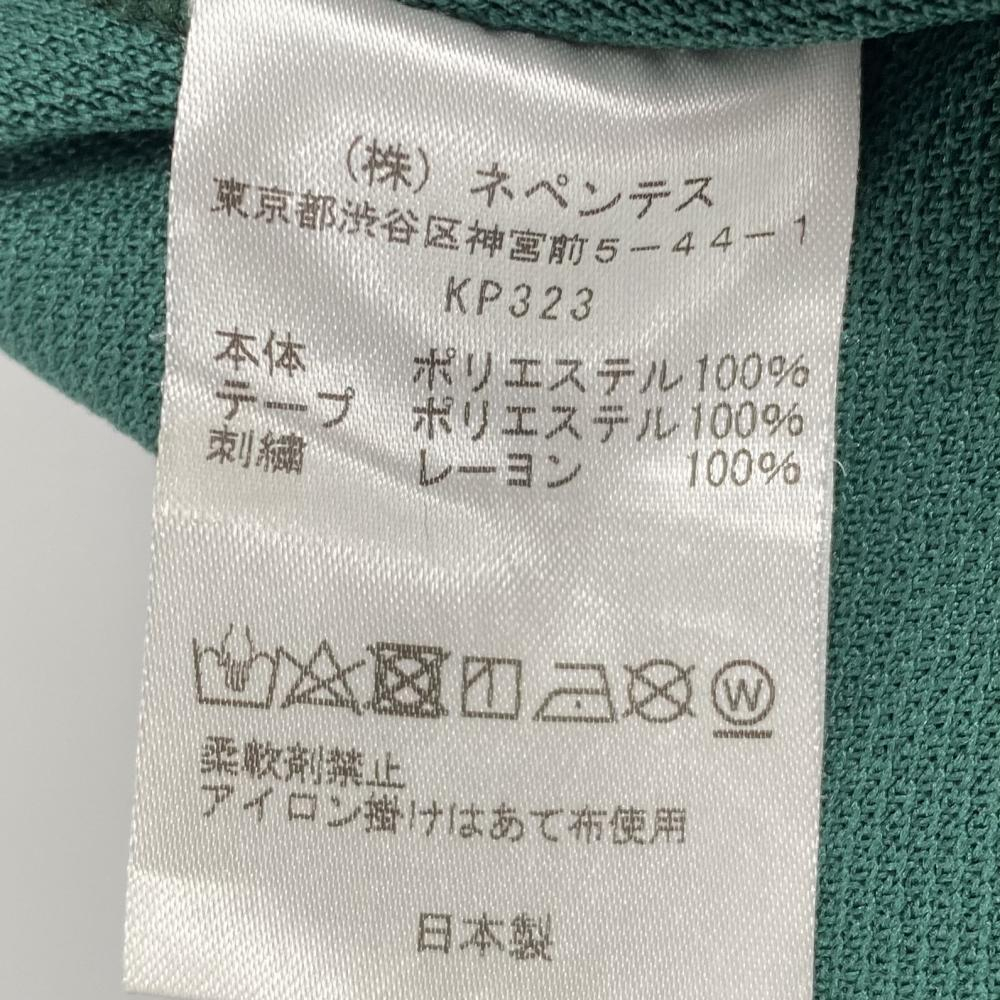 (株) ネペンテス
東京都渋谷区神宮前5-44-1
KP323
本体 ポリエステル100%
テープ ポリエステル100%
刺繍 レーヨン 100%
W
柔軟剤禁止
アイロン掛けはあて布使用
日本製